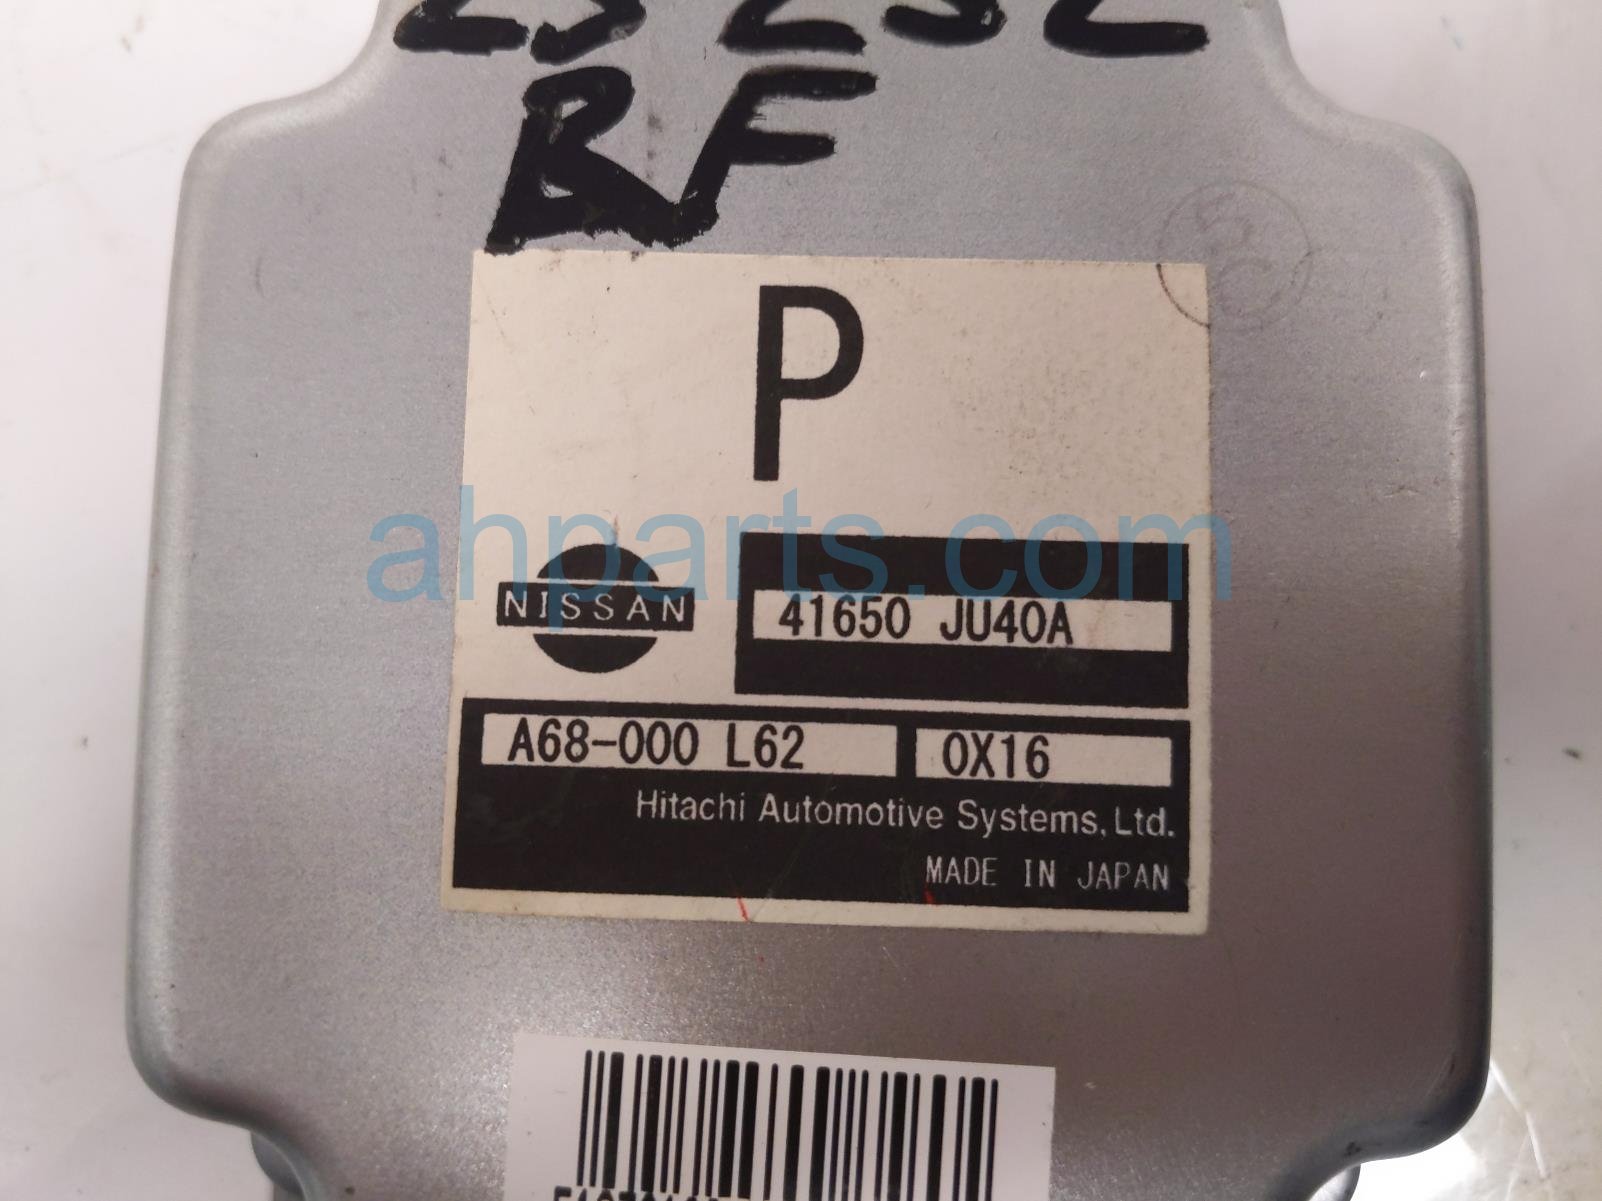 BF
P
NISSAN
41650 JU40A
A68-000 L62
0X16
Hitachi Automotive Systems, Ltd.
MADE IN JAPAN
ahparts.com